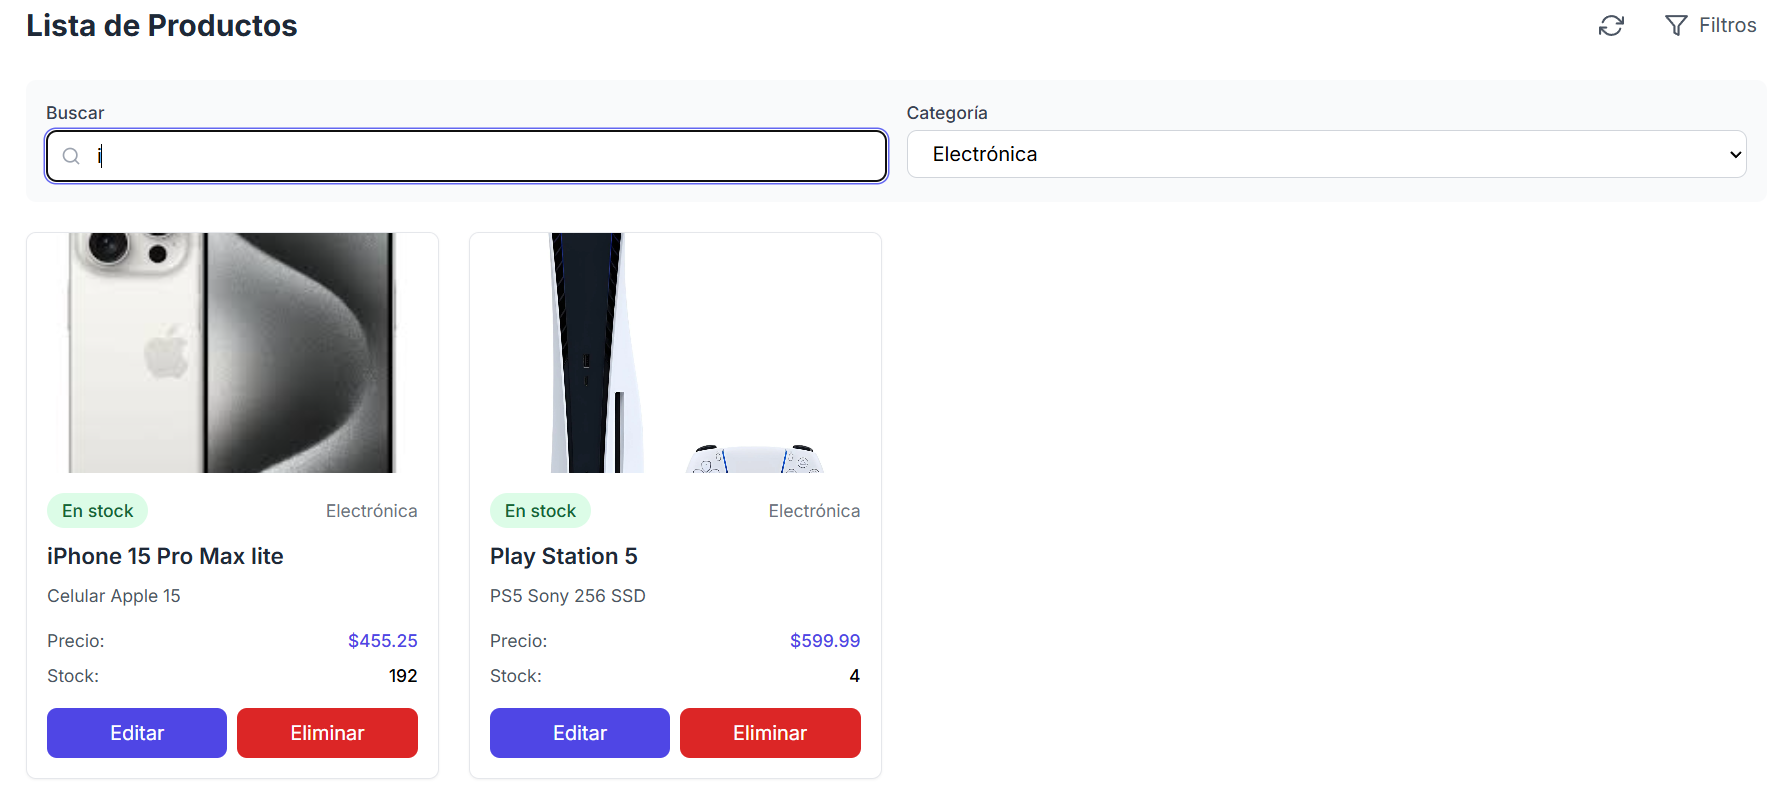 Lista de Productos
Filtros
Buscar
Categoría
i
Electrónica
En stock
Electrónica
iPhone 15 Pro Max lite
Celular Apple 15
Precio: $455.25
Stock: 192
Editar
Eliminar
En stock
Electrónica
Play Station 5
PS5 Sony 256 SSD
Precio: $599.99
Stock: 4
Editar
Eliminar